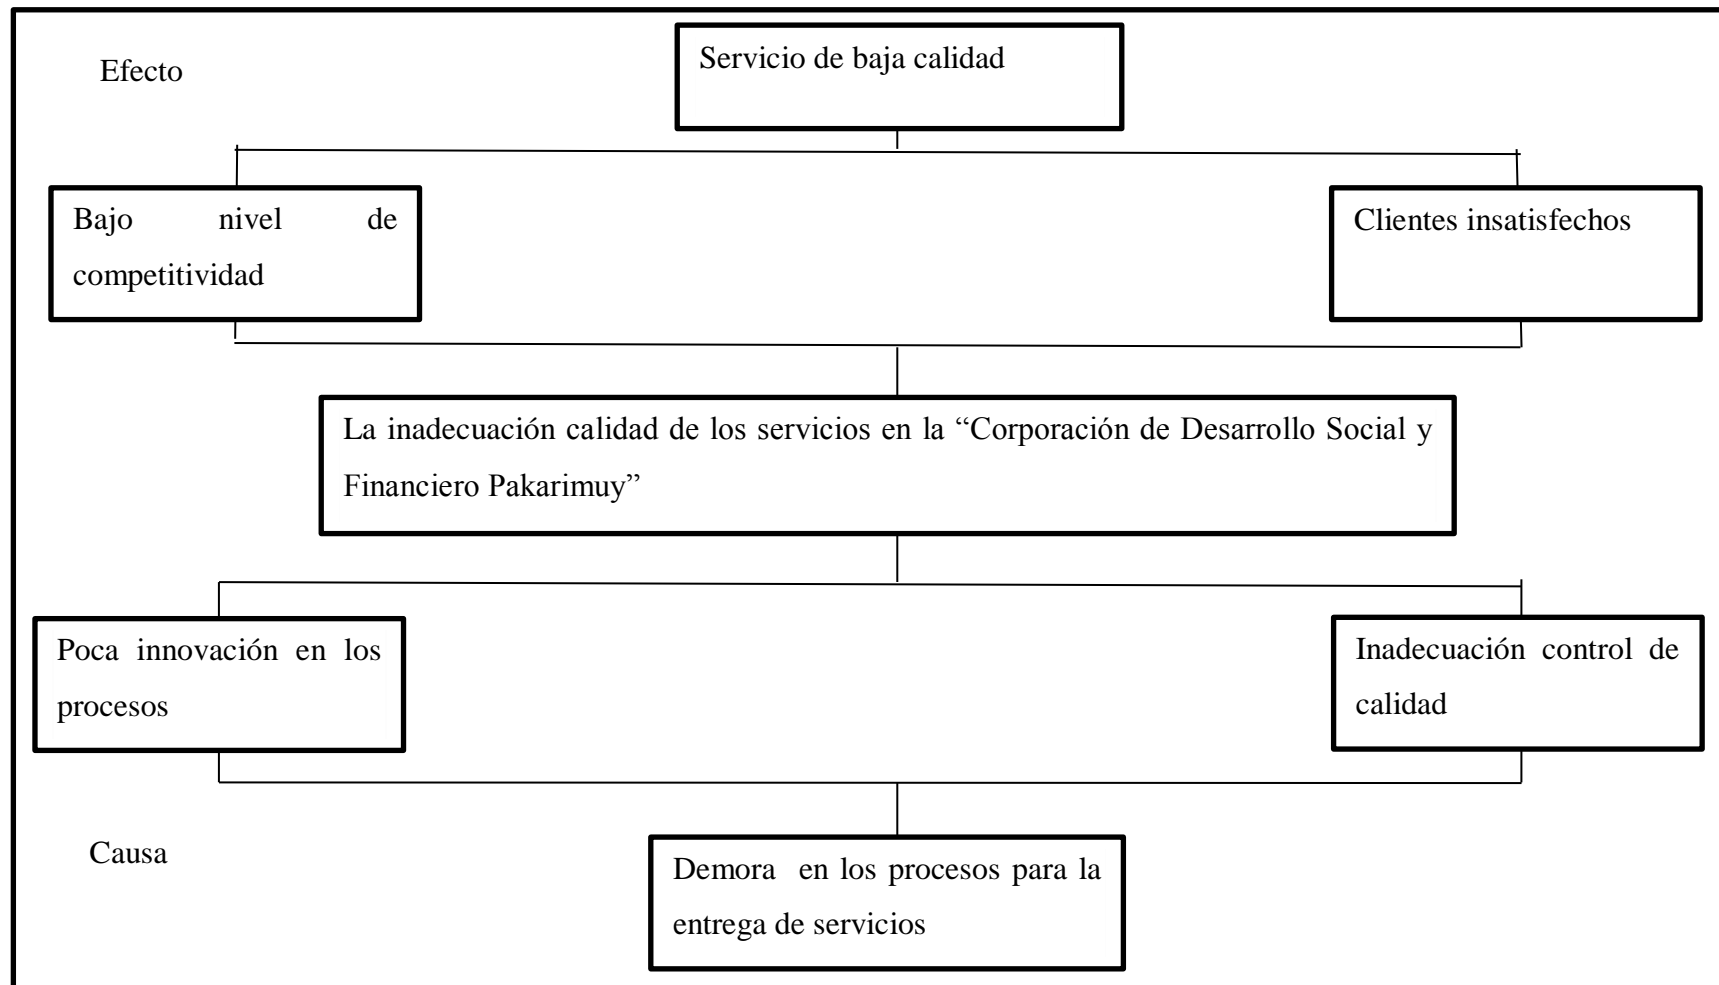 Efecto
Servicio de baja calidad
Bajo nivel de
competitividad
Clientes insatisfechos
La inadecuación calidad de los servicios en la “Corporación de Desarrollo Social y
Financiero Pakarimuy”
Poca innovación en los
procesos
Inadecuación control de
calidad
Causa
Demora en los procesos para la
entrega de servicios